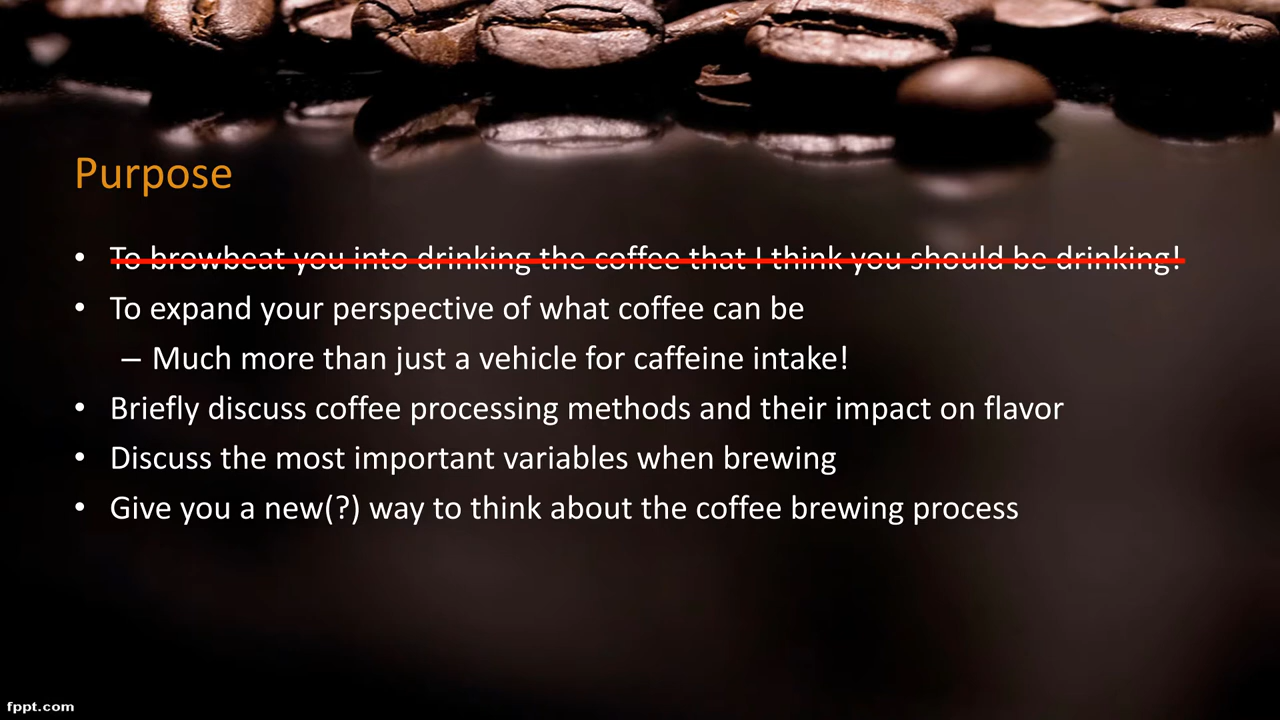 Purpose
• To browbeat you into drinking the coffee that I think you should be drinking!
• To expand your perspective of what coffee can be
– Much more than just a vehicle for caffeine intake!
• Briefly discuss coffee processing methods and their impact on flavor
• Discuss the most important variables when brewing
• Give you a new(?) way to think about the coffee brewing process
fppt.com